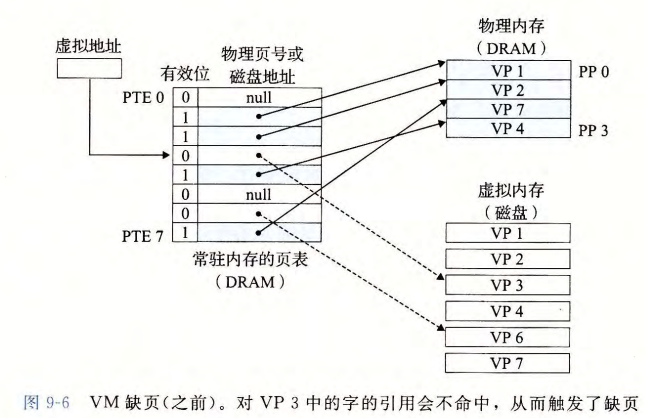 虚拟地址
物理页号或
磁盘地址
有效位
PTE 0
0 null
1
1
0
1
0 null
0
PTE 7 1
常驻内存的页表
(DRAM)
物理内存
(DRAM)
VP 1 PP 0
VP 2
VP 7
VP 4 PP 3
虚拟内存
(磁盘)
VP 1
VP 2
VP 3
VP 4
VP 6
VP 7
图 9-6 VM 缺页(之前)。对 VP 3 中的字的引用会不命中，从而触发了缺页